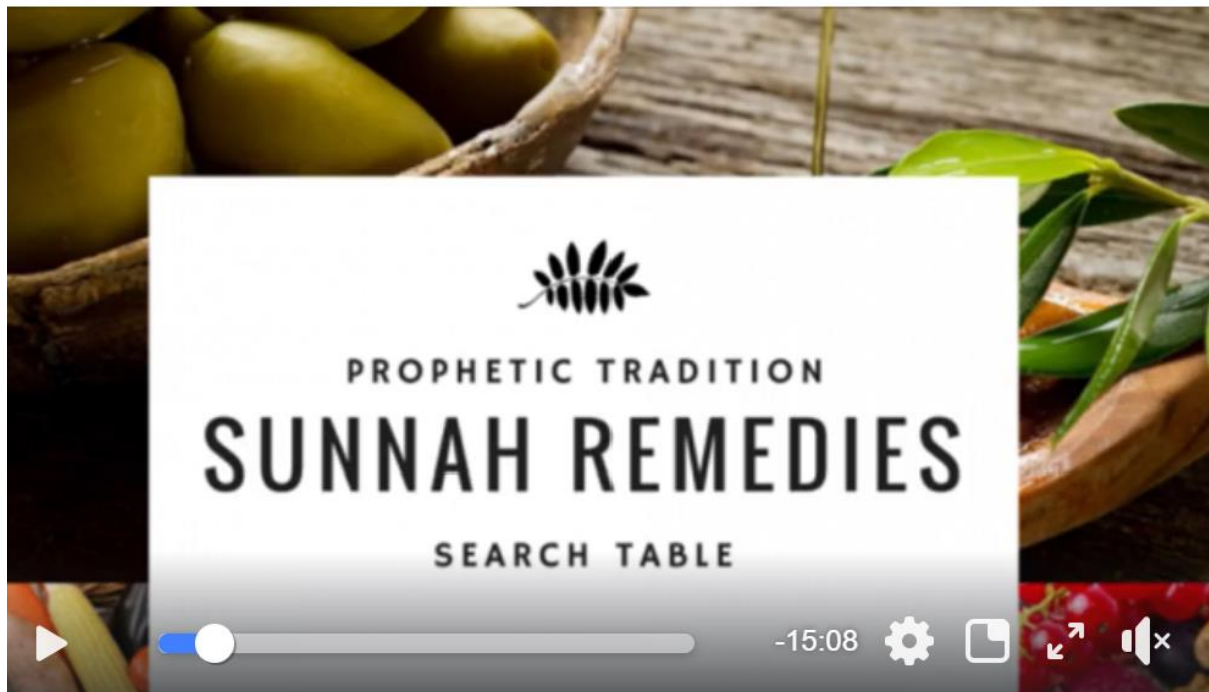 PROPHETIC TRADITION
SUNNAH REMEDIES
SEARCH TABLE
-15:08